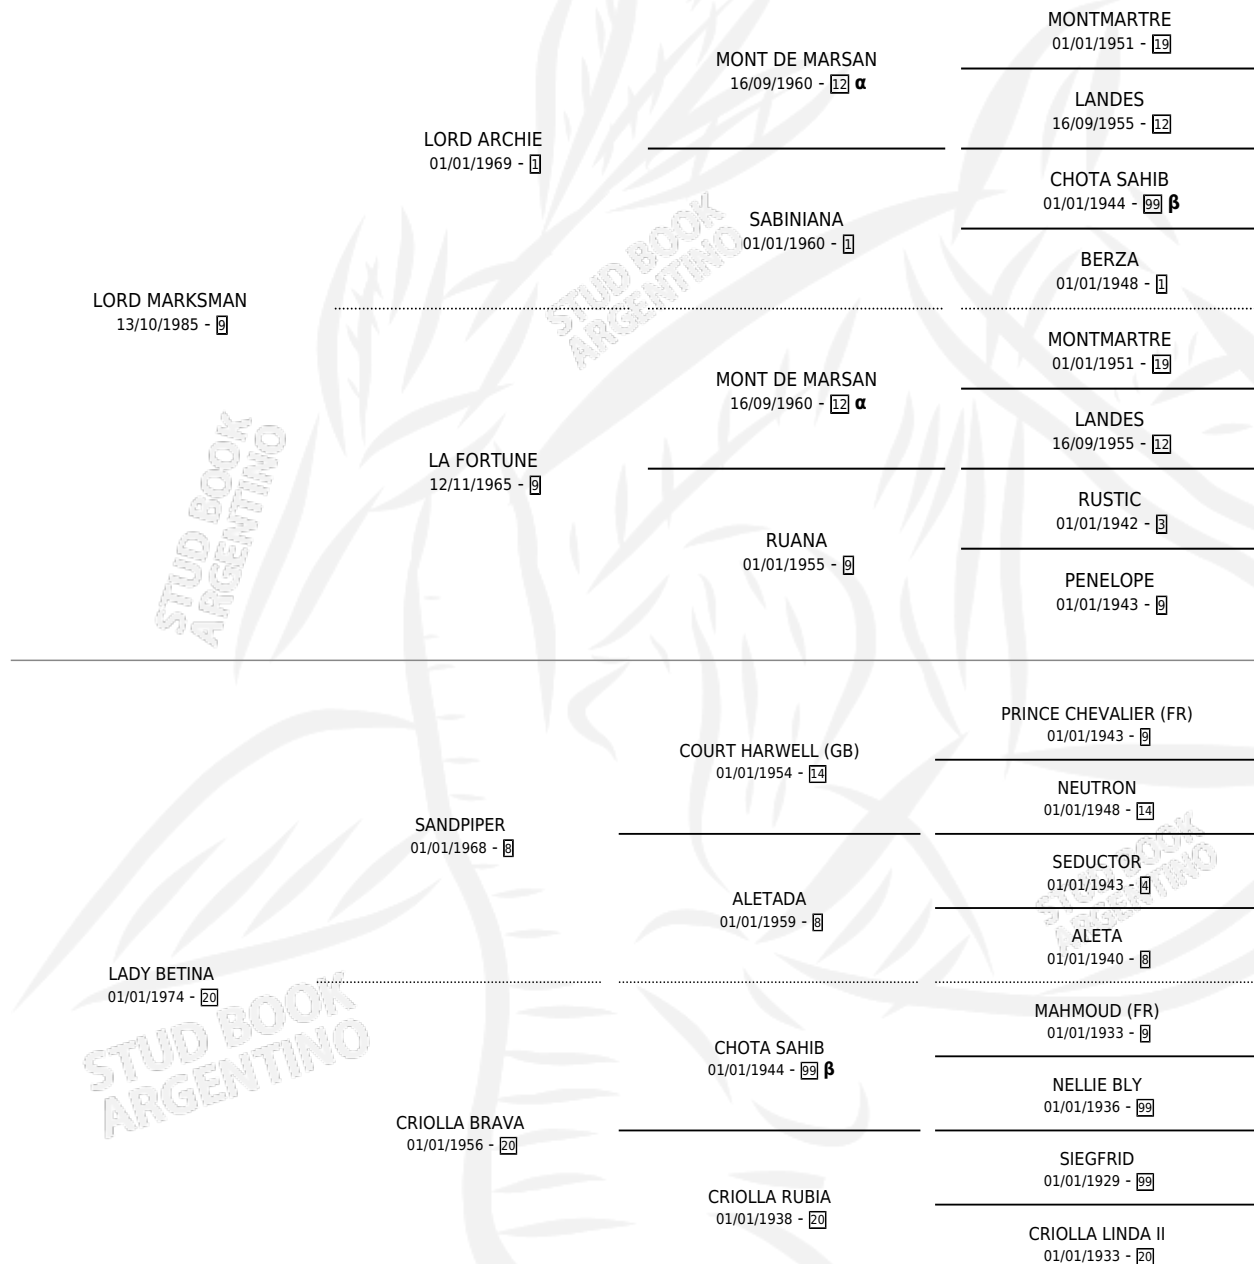 MONTMARTRE
01/01/1951 - 19
MONT DE MARSAN
16/09/1960 - 12 α
LANDES
16/09/1955 - 12
LORD ARCHIE
01/01/1969 - 1
CHOTA SAHIB
01/01/1944 - 99 β
SABINIANA
01/01/1960 - 1
BERZA
01/01/1948 - 1
LORD MARKSMAN
13/10/1985 - 9
MONTMARTRE
01/01/1951 - 19
MONT DE MARSAN
16/09/1960 - 12 α
LANDES
16/09/1955 - 12
LA FORTUNE
12/11/1965 - 9
RUSTIC
01/01/1942 - 3
RUANA
01/01/1955 - 9
PENELOPE
01/01/1943 - 9
PRINCE CHEVALIER (FR)
01/01/1943 - 9
COURT HARWELL (GB)
01/01/1954 - 14
NEUTRON
01/01/1948 - 14
SANDPIPER
01/01/1968 - 8
SEDUCTOR
01/01/1943 - 4
ALETADA
01/01/1959 - 8
ALETA
01/01/1940 - 8
LADY BETINA
01/01/1974 - 20
MAHMOUD (FR)
01/01/1933 - 9
CHOTA SAHIB
01/01/1944 - 99 β
NELLIE BLY
01/01/1936 - 99
CRIOLLA BRAVA
01/01/1956 - 20
SIEGFRID
01/01/1929 - 99
CRIOLLA RUBIA
01/01/1938 - 20
CRIOLLA LINDA II
01/01/1933 - 20
STUD BOOK
ARGENTINO
STUD BOOK
ARGENTINO
STUD BOOK
ARGENTINO
STUD BOOK
ARGENTINO